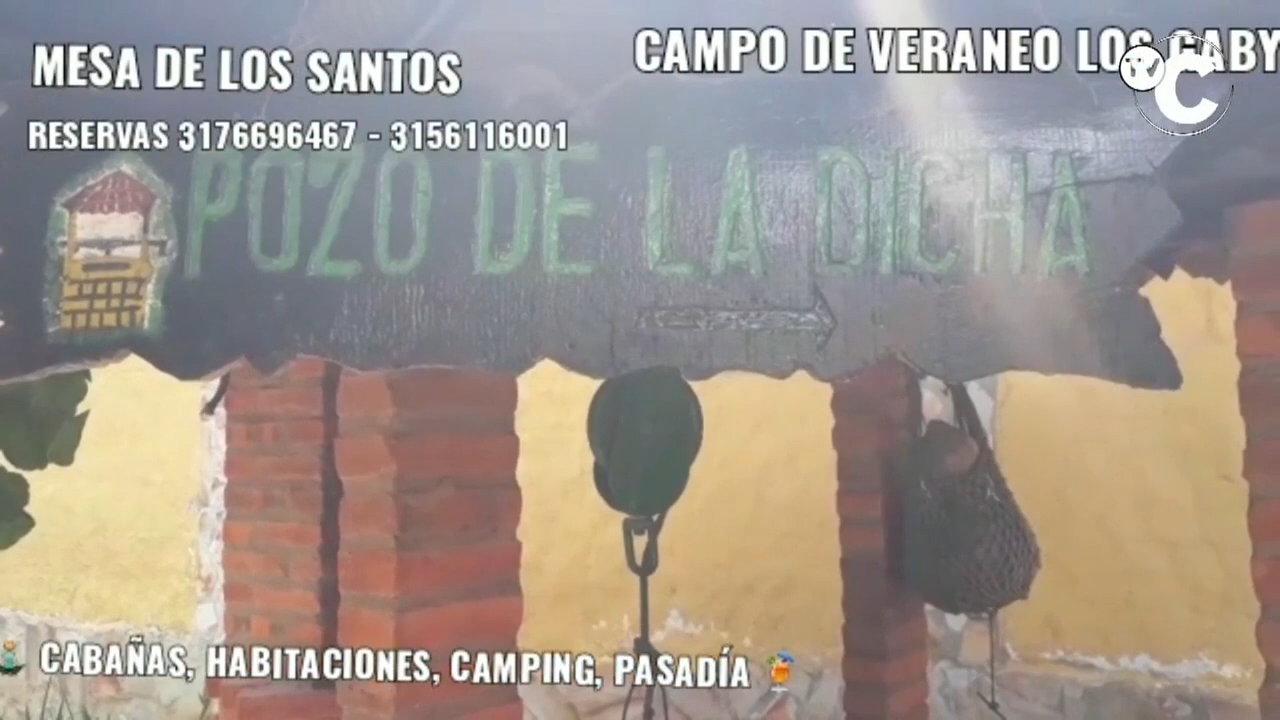 MESA DE LOS SANTOS
CAMPO DE VERANEO LOS GABY
RESERVAS 3176696467 - 3156116001
TV C
POZO DE LA DICHA
CABAÑAS, HABITACIONES, CAMPING, PASADÍA